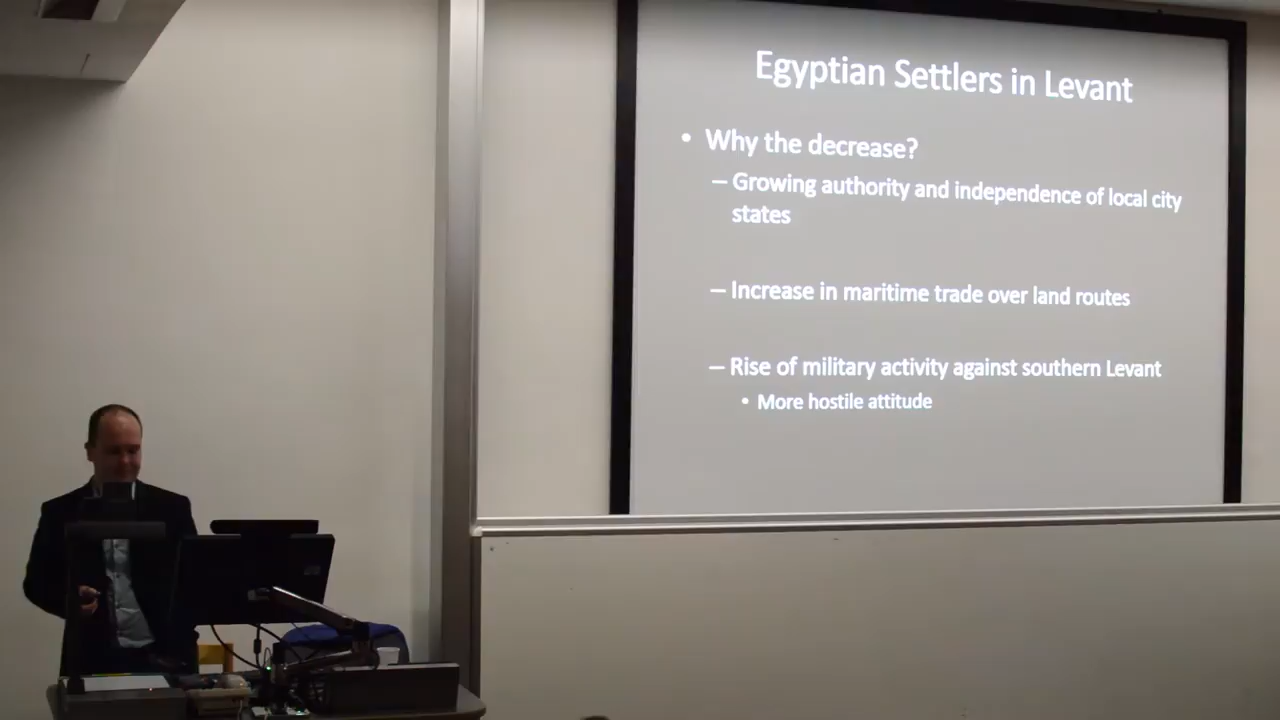 Egyptian Settlers in Levant
• Why the decrease?
– Growing authority and independence of local city
states
– Increase in maritime trade over land routes
– Rise of military activity against southern Levant
• More hostile attitude